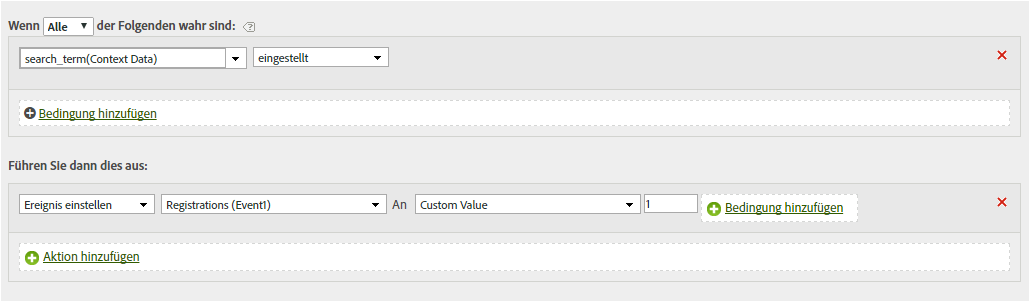 Wenn Alle der Folgenden wahr sind:
search_term(Context Data) eingestellt
Bedingung hinzufügen
Führen Sie dann dies aus:
Ereignis einstellen Registrations (Event1) An Custom Value 1 Bedingung hinzufügen
Aktion hinzufügen